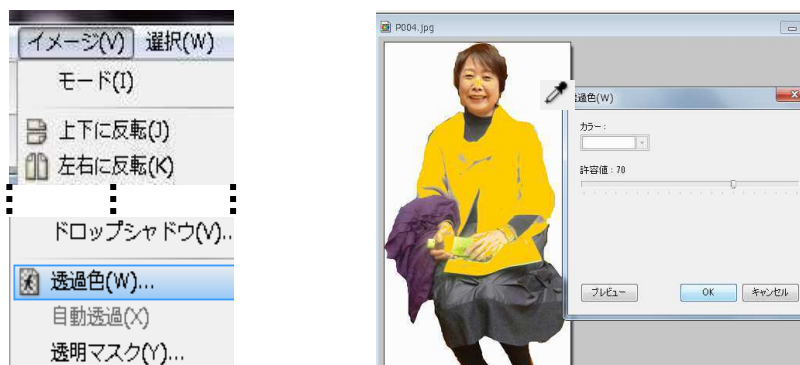 イメージ(V) 選択(W)
モード(I)
上下に反転(J)
左右に反転(K)
ドロップシャドウ(V)..
透過色(W)...
自動透過(X)
透明マスク(Y)...
P004.jpg
過色(W)
カラー:
許容値:70
プレビュー OK キャンセル